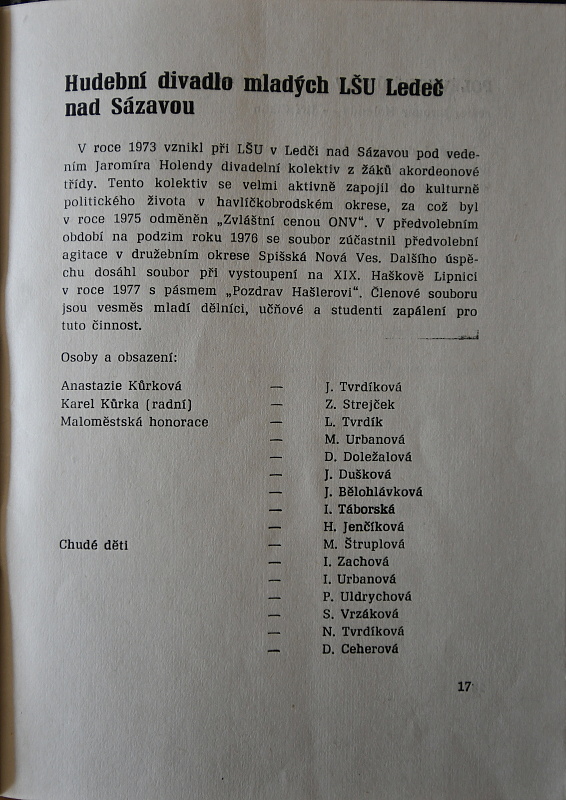 Hudební divadlo mladých LŠU Ledeč
nad Sázavou
V roce 1973 vznikl při LŠU v Ledči nad Sázavou pod vede-
ním Jaromíra Holendy divadelní kolektiv z žáků akordeonové
třídy. Tento kolektiv se velmi aktivně zapojil do kulturně
politického života v havlíčkobrodském okrese, za což byl
v roce 1975 odměněn „Zvláštní cenou ONV“. V předvolebním
období na podzim roku 1976 se soubor zúčastnil předvolební
agitace v družebním okrese Spišská Nová Ves. Dalšího úspě-
chu dosáhl soubor při vystoupení na XIX. Haškově Lipnici
v roce 1977 s pásmem „Pozdrav Hašlerovi“. Členové souboru
jsou vesměs mladí dělníci, učňové a studenti zapálení pro
tuto činnost.
Osoby a obsazení:
Anastazie Kůrková — J. Tvrdíková
Karel Kůrka (radní) — Z. Strejček
Maloměstská honorace — L. Tvrdík
— M. Urbanová
— D. Doležalová
— J. Dušková
— J. Bělohlávková
— I. Táborská
— H. Jenčíková
Chudé děti — M. Štruplová
— I. Zachová
— I. Urbanová
— P. Uldrychová
— S. Vrzáková
— N. Tvrdíková
— D. Ceherová
17